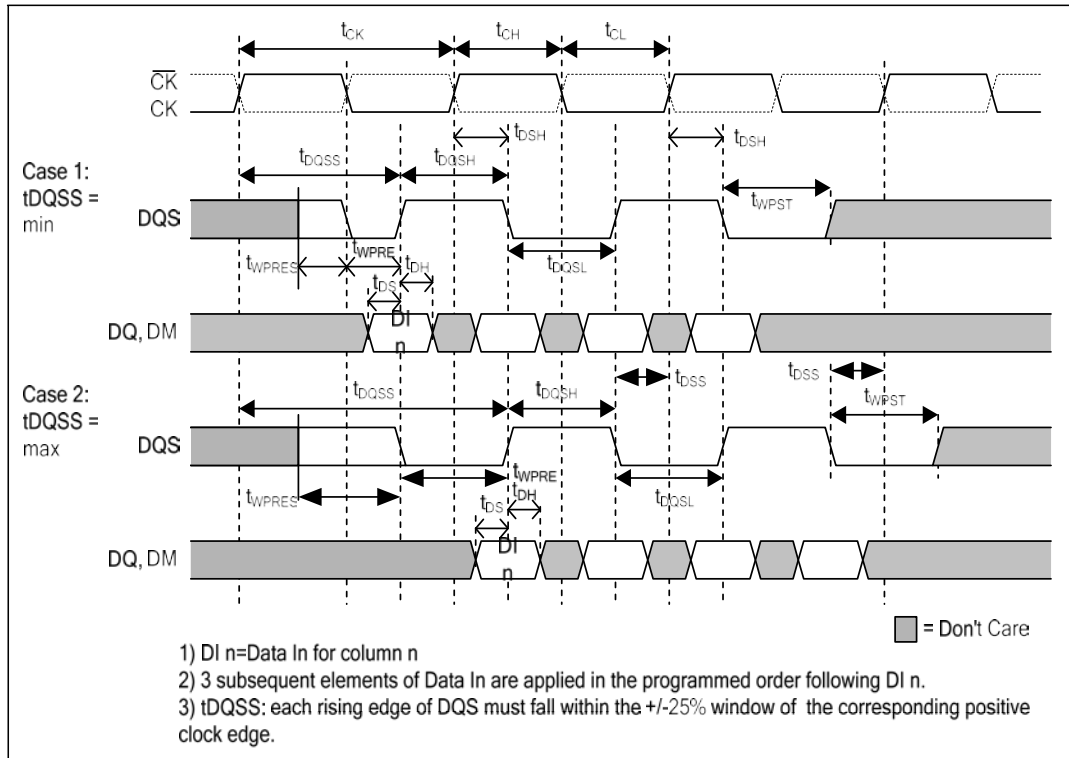 tCK tCH tCL
CK
CK
tDSH tDSH
tDQSS tDQSH
Case 1:
tDQSS =
min
DQS
tWPST
tWPRES tWPRE tDH tDQSL
tDS
DQ, DM
DI
n
Case 2:
tDQSS =
max
tDQSS tDQSH tDSS tDSS
tWPST
DQS
tWPRES tWPRE tDQSL
tDS tDH
DQ, DM
DI
n
= Don't Care
1) DI n=Data In for column n
2) 3 subsequent elements of Data In are applied in the programmed order following DI n.
3) tDQSS: each rising edge of DQS must fall within the +/-25% window of the corresponding positive
clock edge.